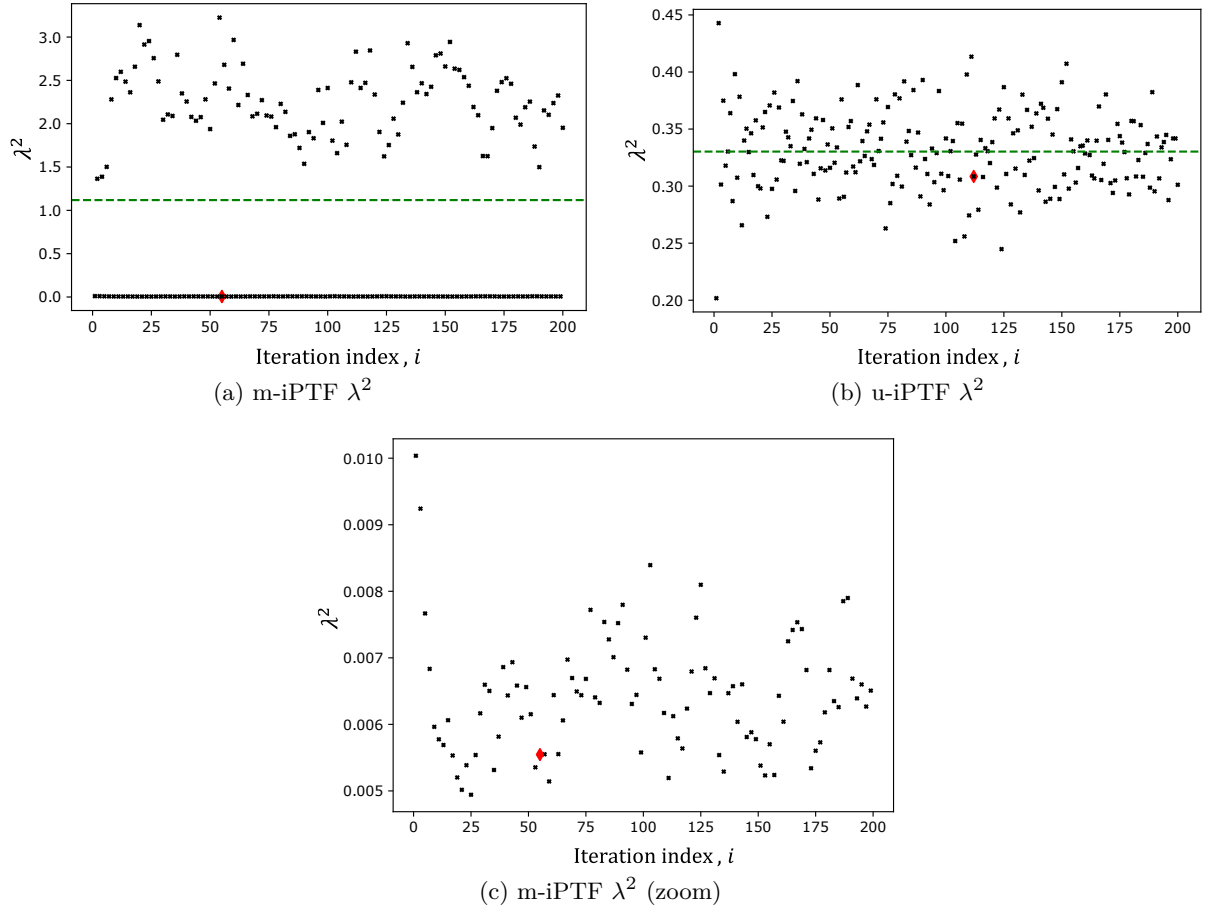 3.0
2.5
2.0
1.5
1.0
0.5
0.0
λ²
0 25 50 75 100 125 150 175 200
Iteration index , i
(a) m-iPTF λ²
0.45
0.40
0.35
0.30
0.25
0.20
λ²
0 25 50 75 100 125 150 175 200
Iteration index , i
(b) u-iPTF λ²
0.010
0.009
0.008
0.007
0.006
0.005
λ²
0 25 50 75 100 125 150 175 200
Iteration index , i
(c) m-iPTF λ² (zoom)